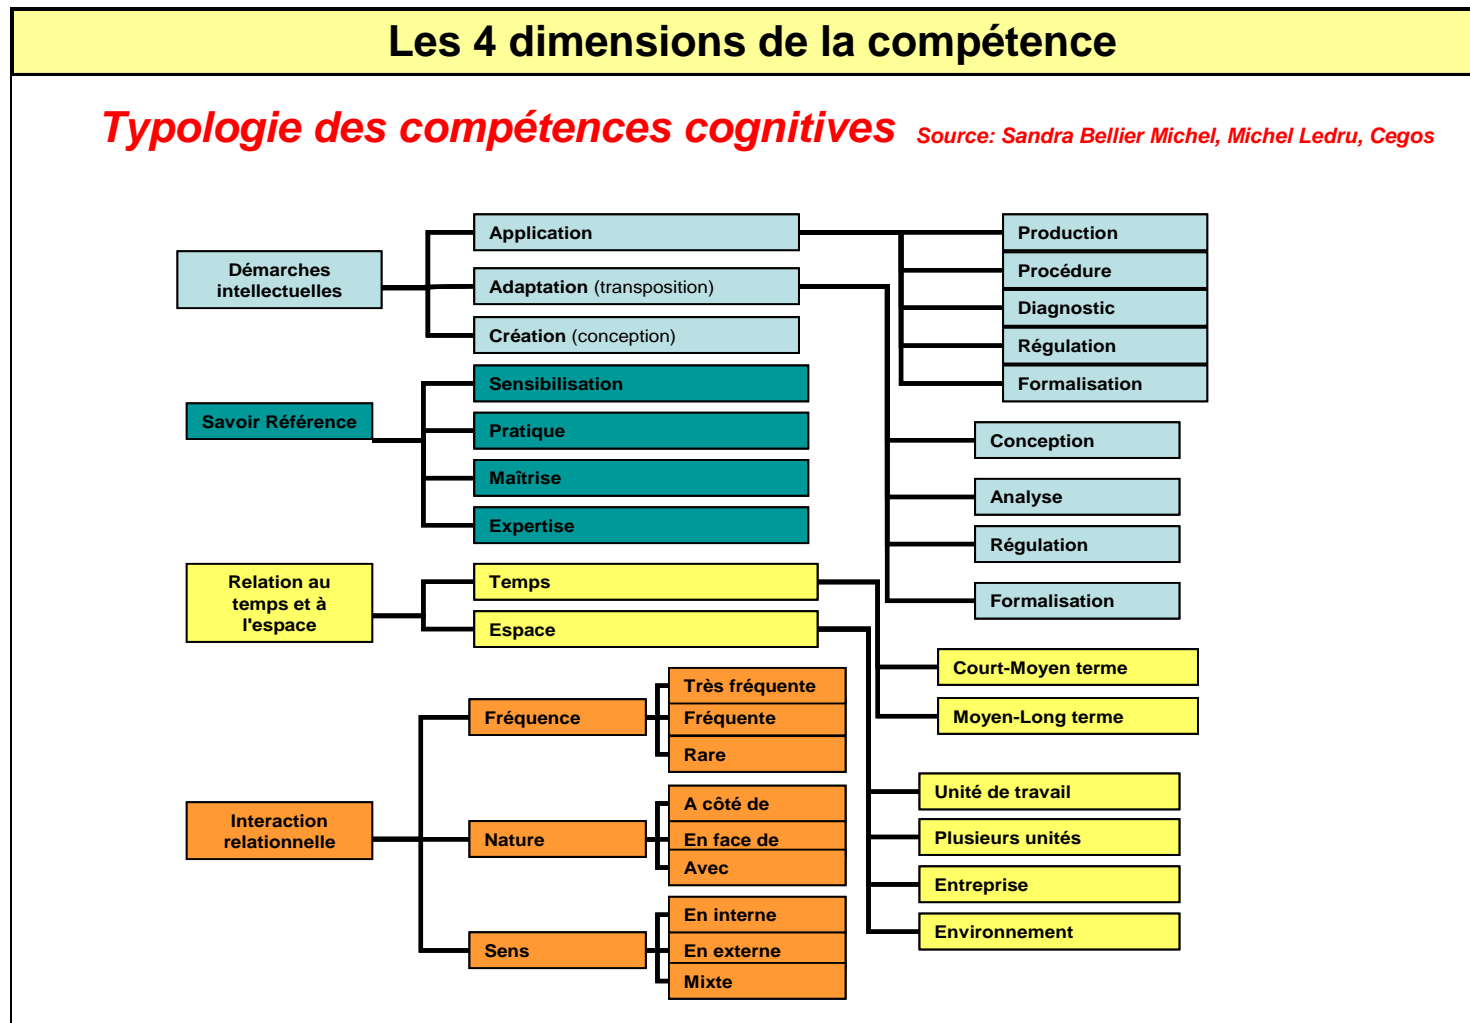 Les 4 dimensions de la compétence
Typologie des compétences cognitives Source: Sandra Bellier Michel, Michel Ledru, Cegos
Démarches
intellectuelles
Application
Adaptation (transposition)
Création (conception)
Production
Procédure
Diagnostic
Régulation
Formalisation
Conception
Analyse
Régulation
Formalisation
Savoir Référence
Sensibilisation
Pratique
Maîtrise
Expertise
Relation au
temps et à
l'espace
Temps
Espace
Court-Moyen terme
Moyen-Long terme
Unité de travail
Plusieurs unités
Entreprise
Environnement
Interaction
relationnelle
Fréquence
Très fréquente
Fréquente
Rare
Nature
A côté de
En face de
Avec
Sens
En interne
En externe
Mixte